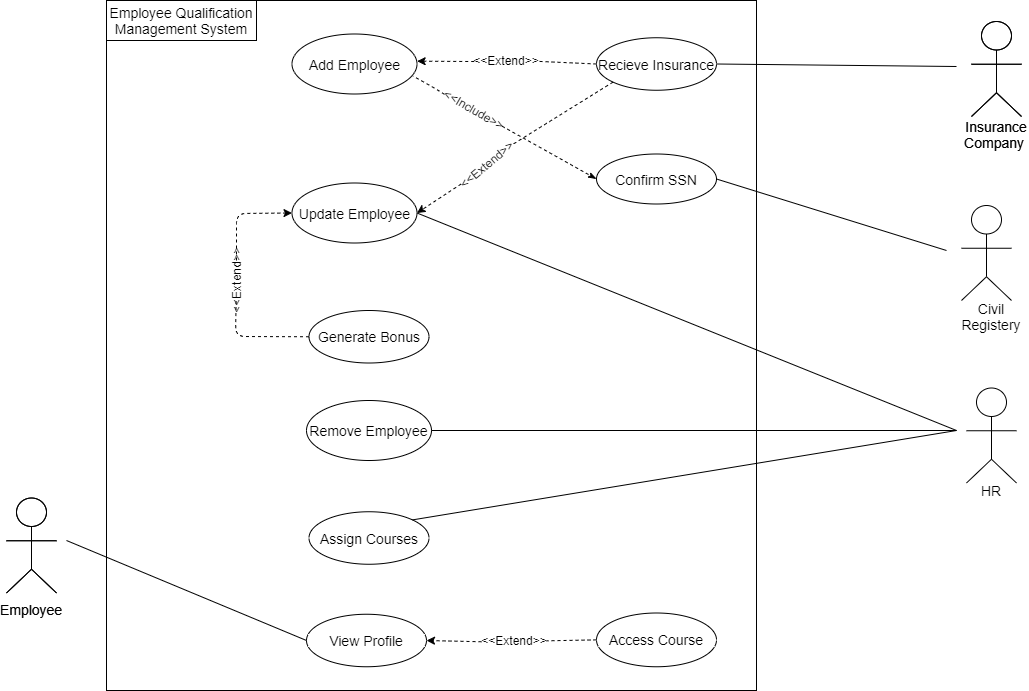 Employee Qualification
Management System
Add Employee
<<Extend>>
Recieve Insurance
Insurance
Company
<<Include>>
<<Extend>>
Confirm SSN
Update Employee
Civil
Registery
<<Extend>>
Generate Bonus
Remove Employee
HR
Assign Courses
Employee
View Profile
<<Extend>>
Access Course